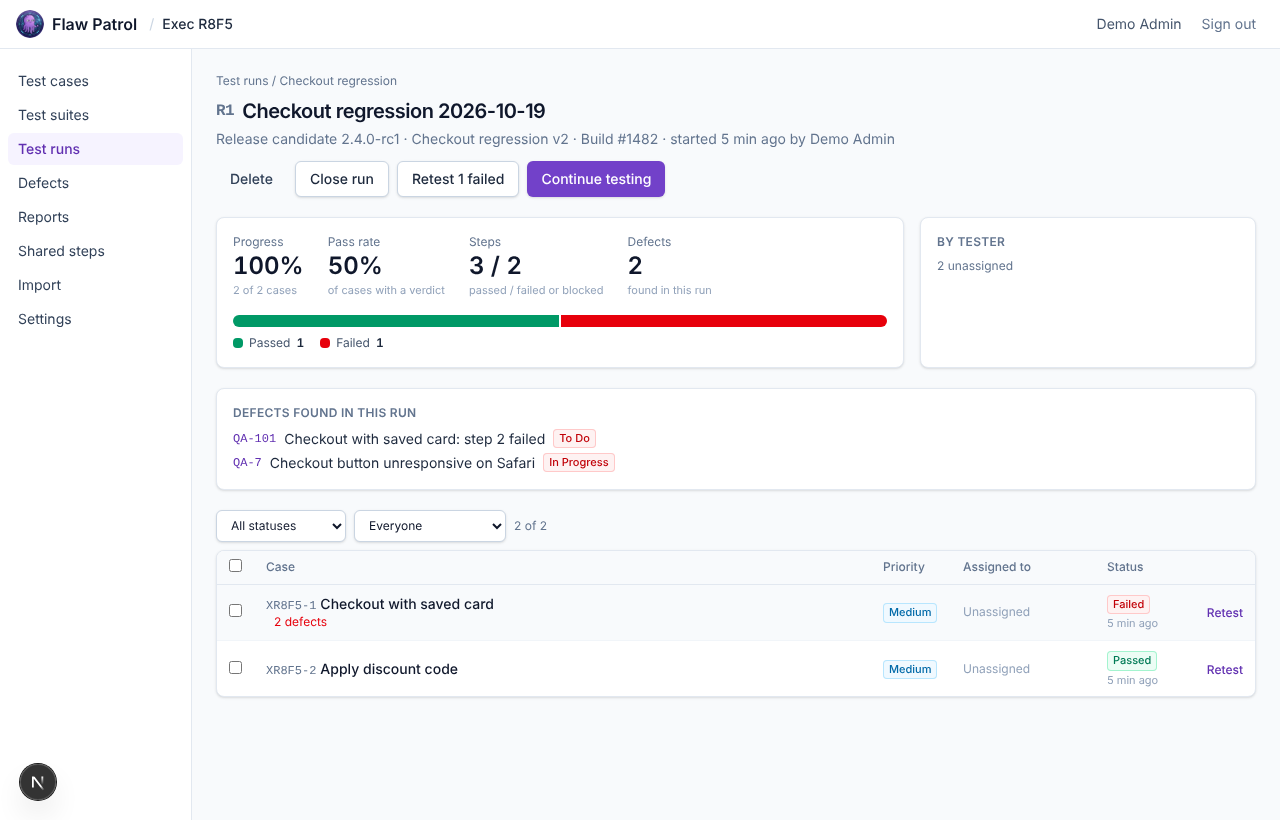 Flaw Patrol / Exec R8F5
Demo Admin Sign out
Test cases
Test suites
Test runs
Defects
Reports
Shared steps
Import
Settings
Test runs / Checkout regression
R1 Checkout regression 2026-10-19
Release candidate 2.4.0-rc1 · Checkout regression v2 · Build #1482 · started 5 min ago by Demo Admin
Delete Close run Retest 1 failed Continue testing
Progress Pass rate Steps Defects
100% 50% 3 / 2 2
2 of 2 cases of cases with a verdict passed / failed or blocked found in this run
Passed 1 Failed 1
BY TESTER
2 unassigned
DEFECTS FOUND IN THIS RUN
QA-101 Checkout with saved card: step 2 failed To Do
QA-7 Checkout button unresponsive on Safari In Progress
All statuses Everyone 2 of 2
Case Priority Assigned to Status
XR8F5-1 Checkout with saved card Medium Unassigned Failed Retest
2 defects 5 min ago
XR8F5-2 Apply discount code Medium Unassigned Passed Retest
5 min ago
N